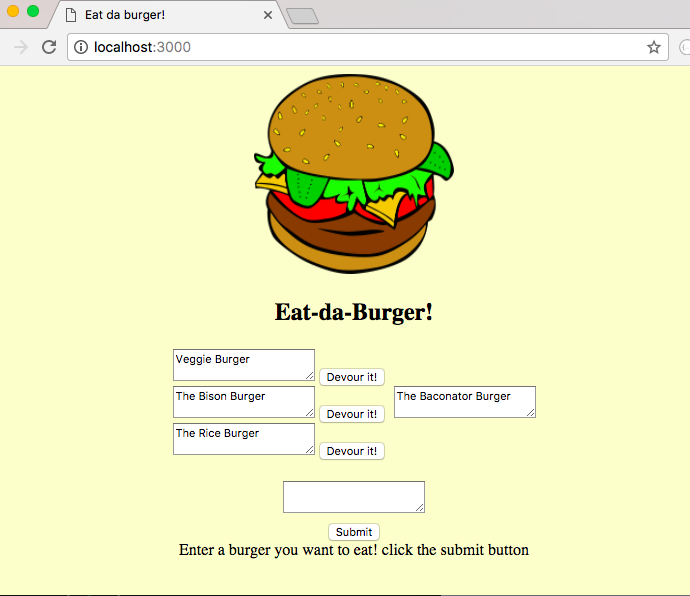 Eat da burger!
localhost:3000
Eat-da-Burger!
Veggie Burger
Devour it!
The Bison Burger
Devour it!
The Baconator Burger
The Rice Burger
Devour it!
Submit
Enter a burger you want to eat! click the submit button